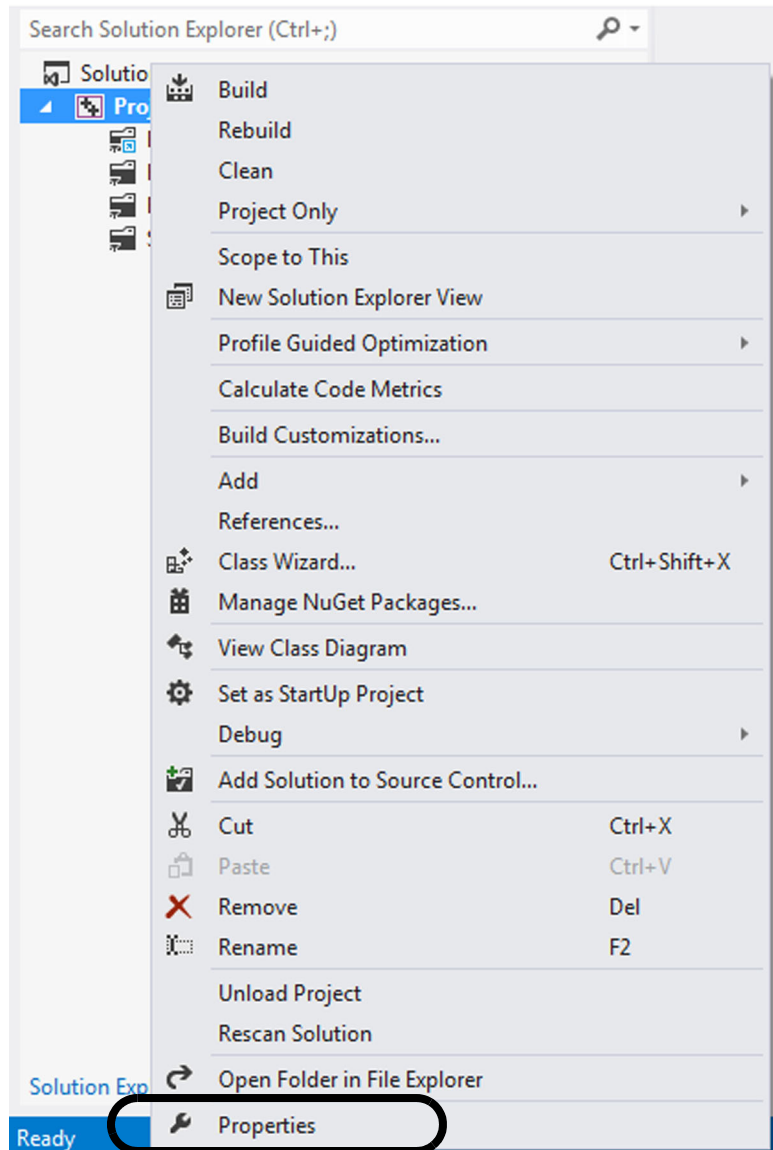 Search Solution Explorer (Ctrl+;)
Solutio
Proj
Build
Rebuild
Clean
Project Only
Scope to This
New Solution Explorer View
Profile Guided Optimization
Calculate Code Metrics
Build Customizations...
Add
References...
Class Wizard... Ctrl+Shift+X
Manage NuGet Packages...
View Class Diagram
Set as StartUp Project
Debug
Add Solution to Source Control...
Cut Ctrl+X
Paste Ctrl+V
Remove Del
Rename F2
Unload Project
Rescan Solution
Open Folder in File Explorer
Solution Exp
Properties
Ready